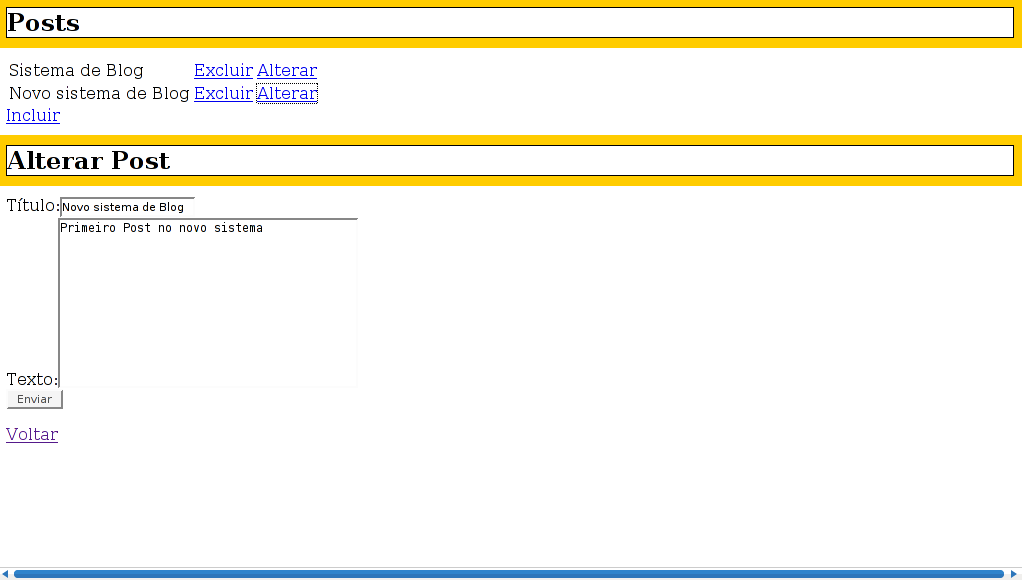 Posts
Sistema de Blog Excluir Alterar
Novo sistema de Blog Excluir Alterar
Incluir
Alterar Post
Título: Novo sistema de Blog
Primeiro Post no novo sistema
Texto:
Enviar
Voltar